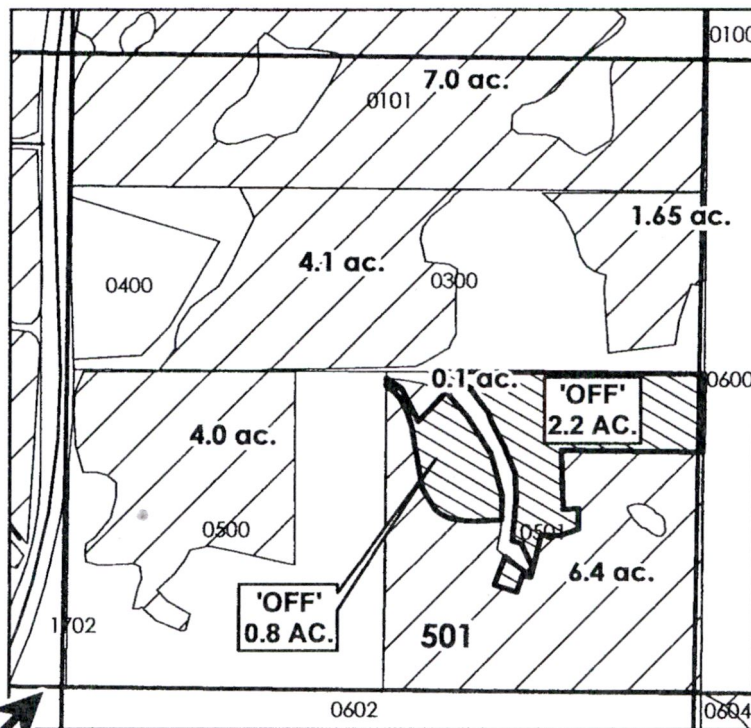 0100
7.0 ac.
0101
1.65 ac.
4.1 ac.
0400
0300
0.1 ac.
0600
'OFF'
2.2 AC.
4.0 ac.
0500
0501
6.4 ac.
'OFF'
0.8 AC.
1702
501
0602
0604